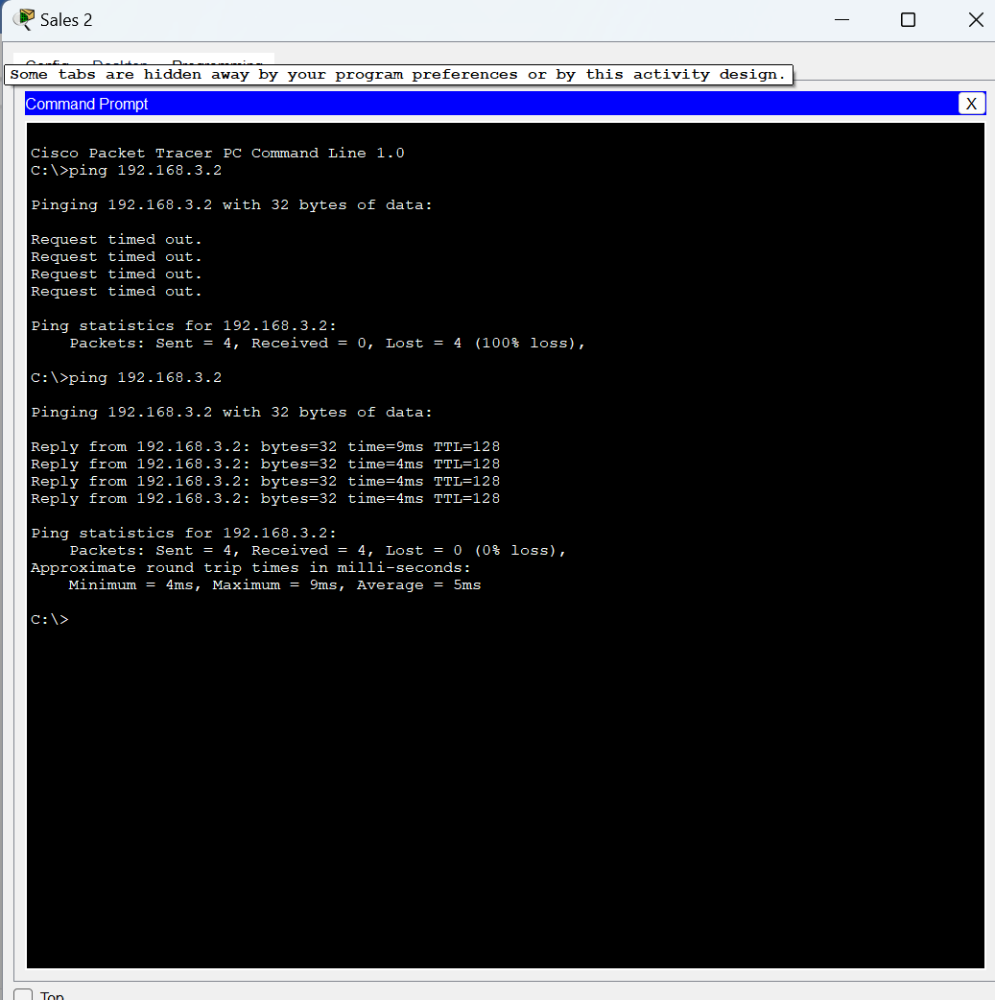 Sales 2
Config Desktop Programming
Some tabs are hidden away by your program preferences or by this activity design.
Command Prompt
X
Cisco Packet Tracer PC Command Line 1.0
C:\>ping 192.168.3.2
Pinging 192.168.3.2 with 32 bytes of data:
Request timed out.
Request timed out.
Request timed out.
Request timed out.
Ping statistics for 192.168.3.2:
Packets: Sent = 4, Received = 0, Lost = 4 (100% loss),
C:\>ping 192.168.3.2
Pinging 192.168.3.2 with 32 bytes of data:
Reply from 192.168.3.2: bytes=32 time=9ms TTL=128
Reply from 192.168.3.2: bytes=32 time=4ms TTL=128
Reply from 192.168.3.2: bytes=32 time=4ms TTL=128
Reply from 192.168.3.2: bytes=32 time=4ms TTL=128
Ping statistics for 192.168.3.2:
Packets: Sent = 4, Received = 4, Lost = 0 (0% loss),
Approximate round trip times in milli-seconds:
Minimum = 4ms, Maximum = 9ms, Average = 5ms
C:\>
Top